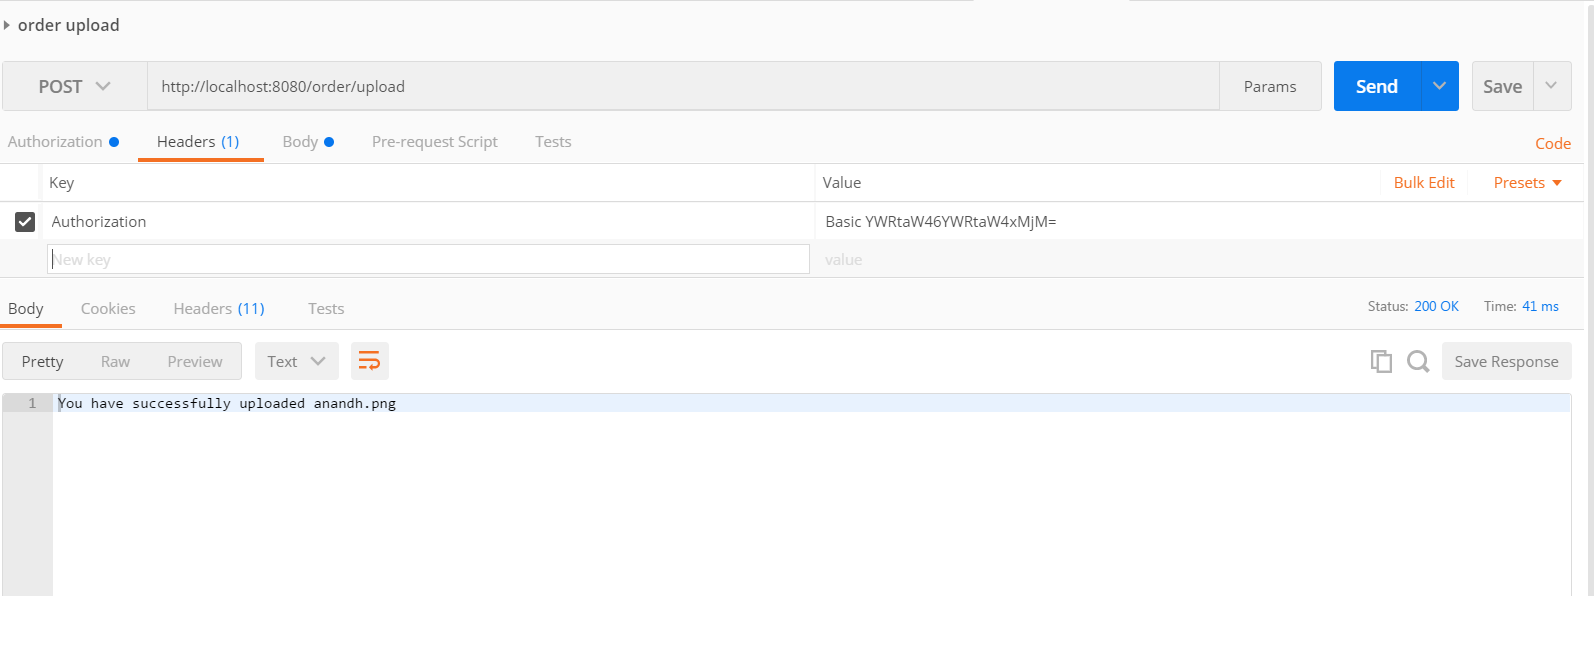 order upload
POST http://localhost:8080/order/upload Params Send Save
Authorization Headers (1) Body Pre-request Script Tests Code
Key Value Bulk Edit Presets
Authorization Basic YWRtaW46YWRtaW4xMjM=
New key value
Body Cookies Headers (11) Tests Status: 200 OK Time: 41 ms
Pretty Raw Preview Text Save Response
1 You have successfully uploaded anandh.png